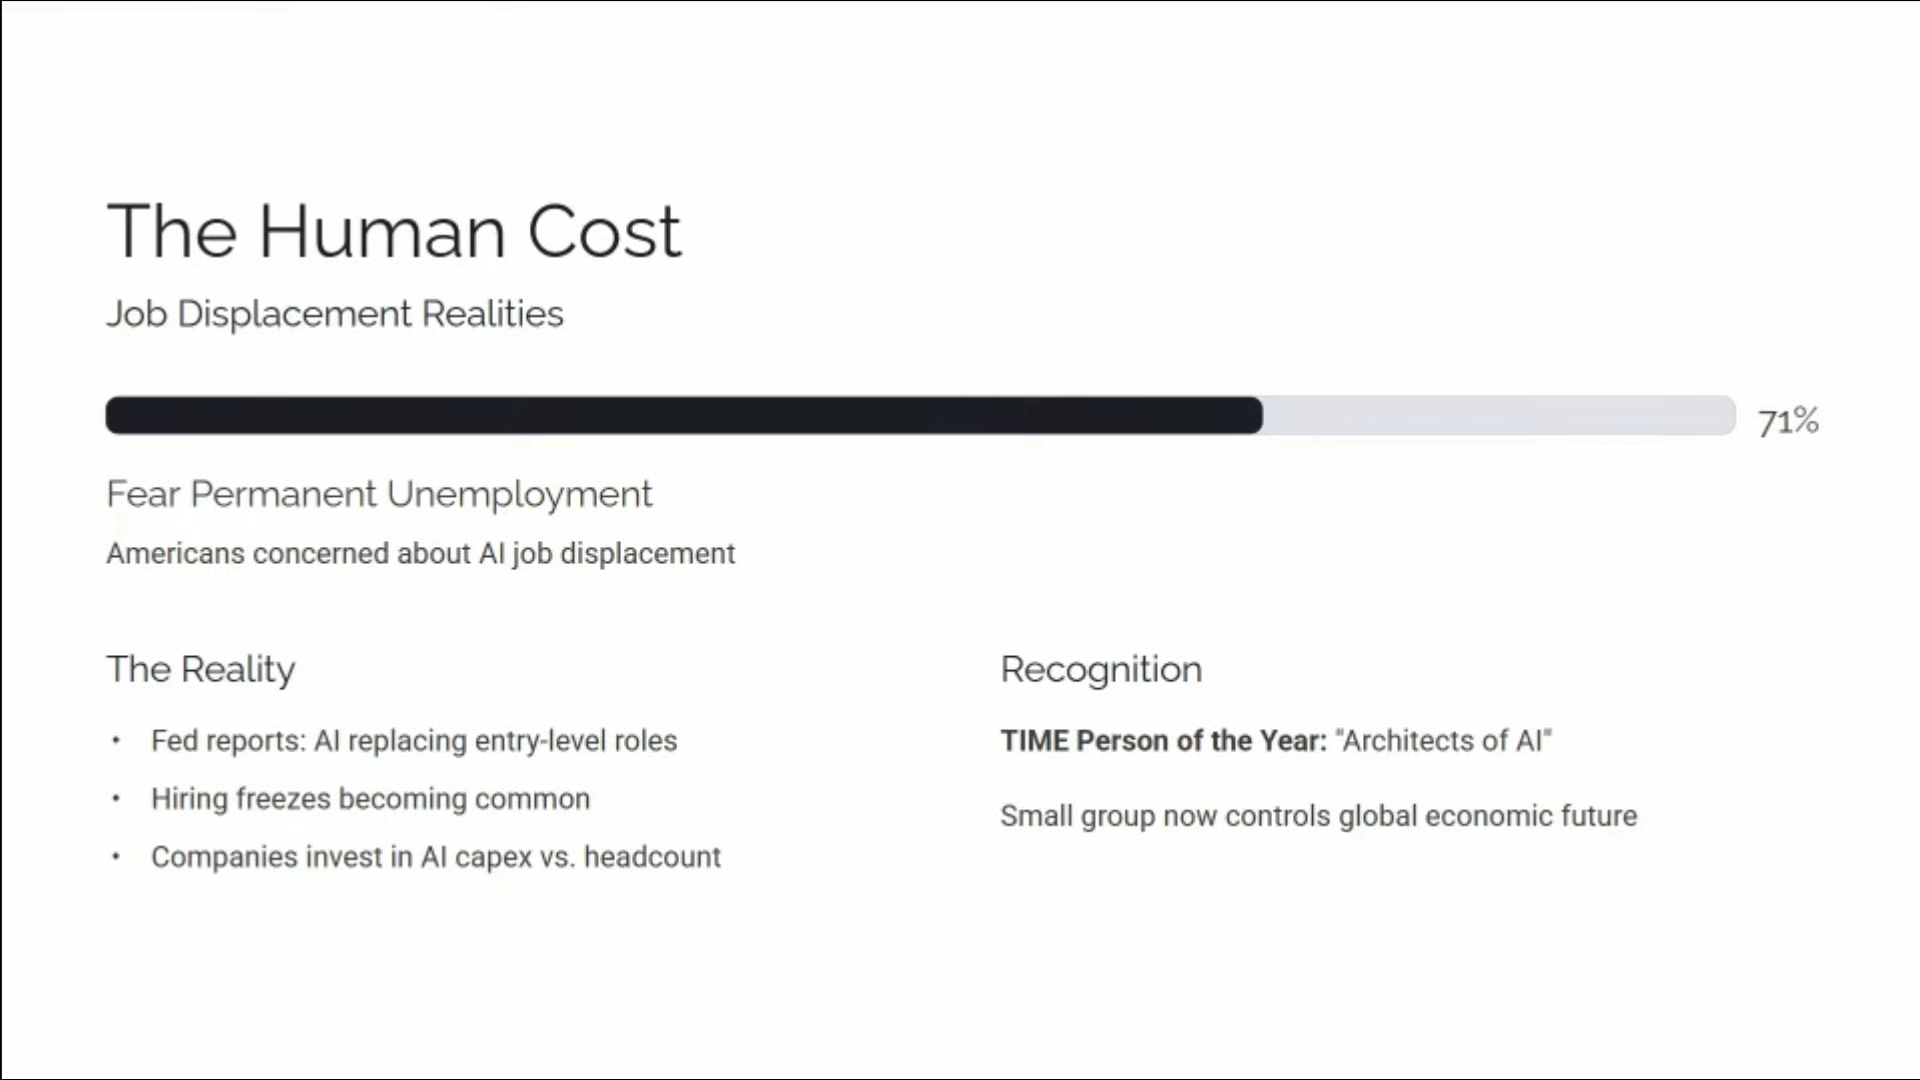 The Human Cost
Job Displacement Realities
71%
Fear Permanent Unemployment
Americans concerned about AI job displacement
The Reality
• Fed reports: AI replacing entry-level roles
• Hiring freezes becoming common
• Companies invest in AI capex vs. headcount
Recognition
TIME Person of the Year: "Architects of AI"
Small group now controls global economic future